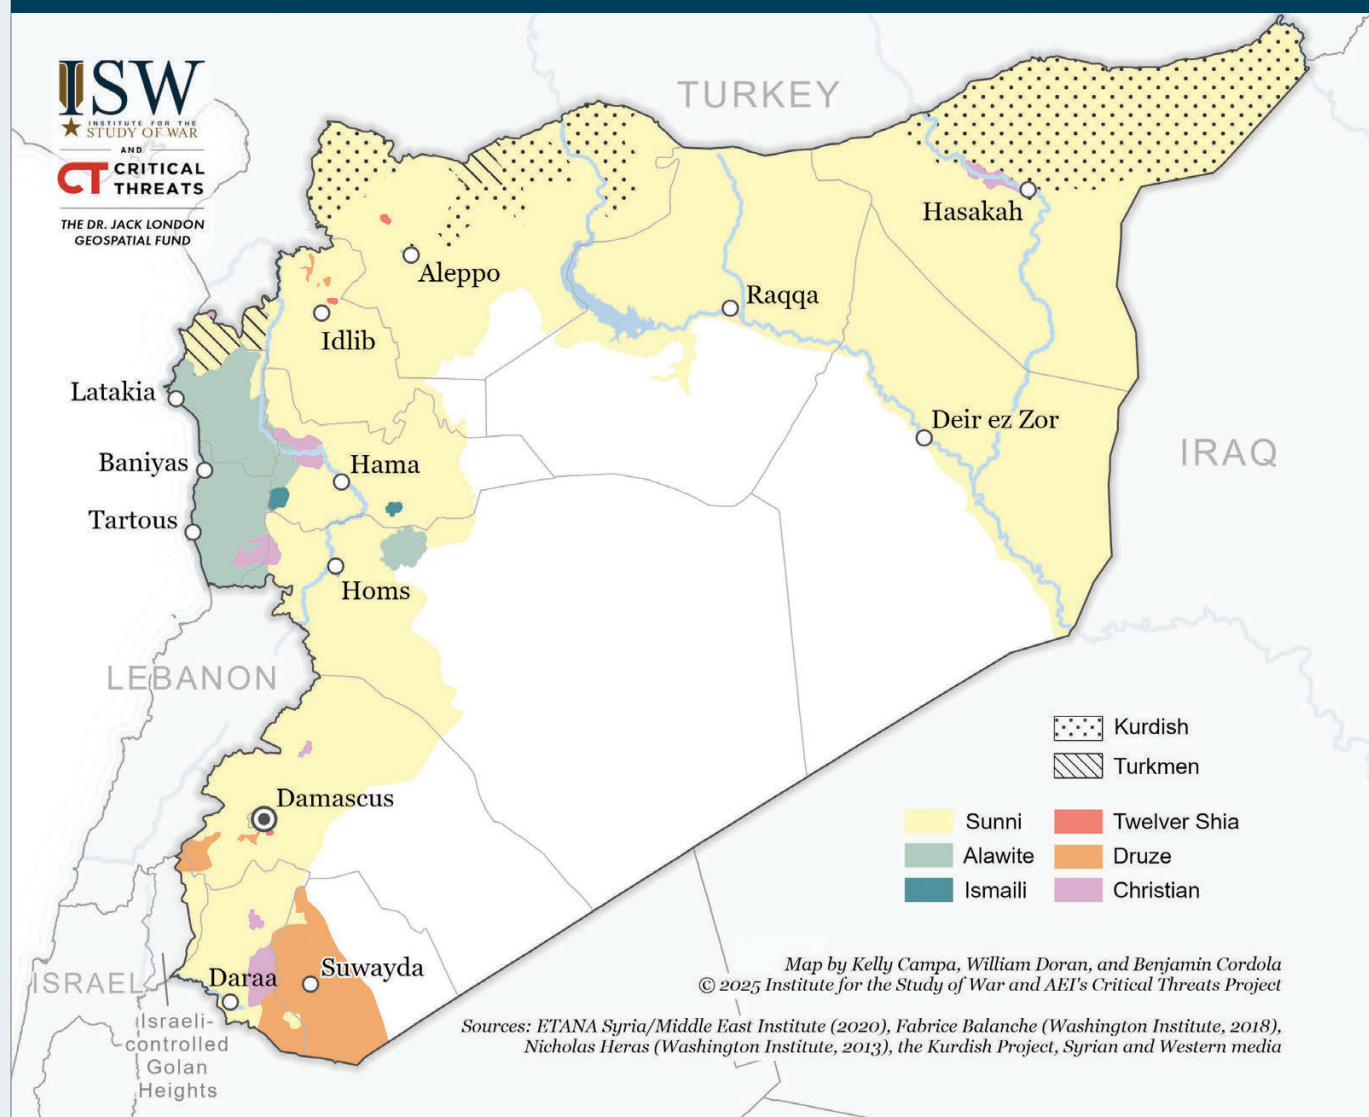 ISW
INSTITUTE FOR THE
STUDY OF WAR
AND
CT CRITICAL
THREATS
THE DR. JACK LONDON
GEOSPATIAL FUND
TURKEY
Hasakah
Aleppo
Raqqa
Idlib
Latakia
Deir ez Zor
IRAQ
Baniyas
Hama
Tartous
Homs
LEBANON
Kurdish
Turkmen
Damascus
Sunni
Twelver Shia
Alawite
Druze
Ismaili
Christian
ISRAEL
Daraa
Suwayda
Israeli-
controlled
Golan
Heights
Map by Kelly Campa, William Doran, and Benjamin Cordola
© 2025 Institute for the Study of War and AEI's Critical Threats Project
Sources: ETANA Syria/Middle East Institute (2020), Fabrice Balanche (Washington Institute, 2018),
Nicholas Heras (Washington Institute, 2013), the Kurdish Project, Syrian and Western media